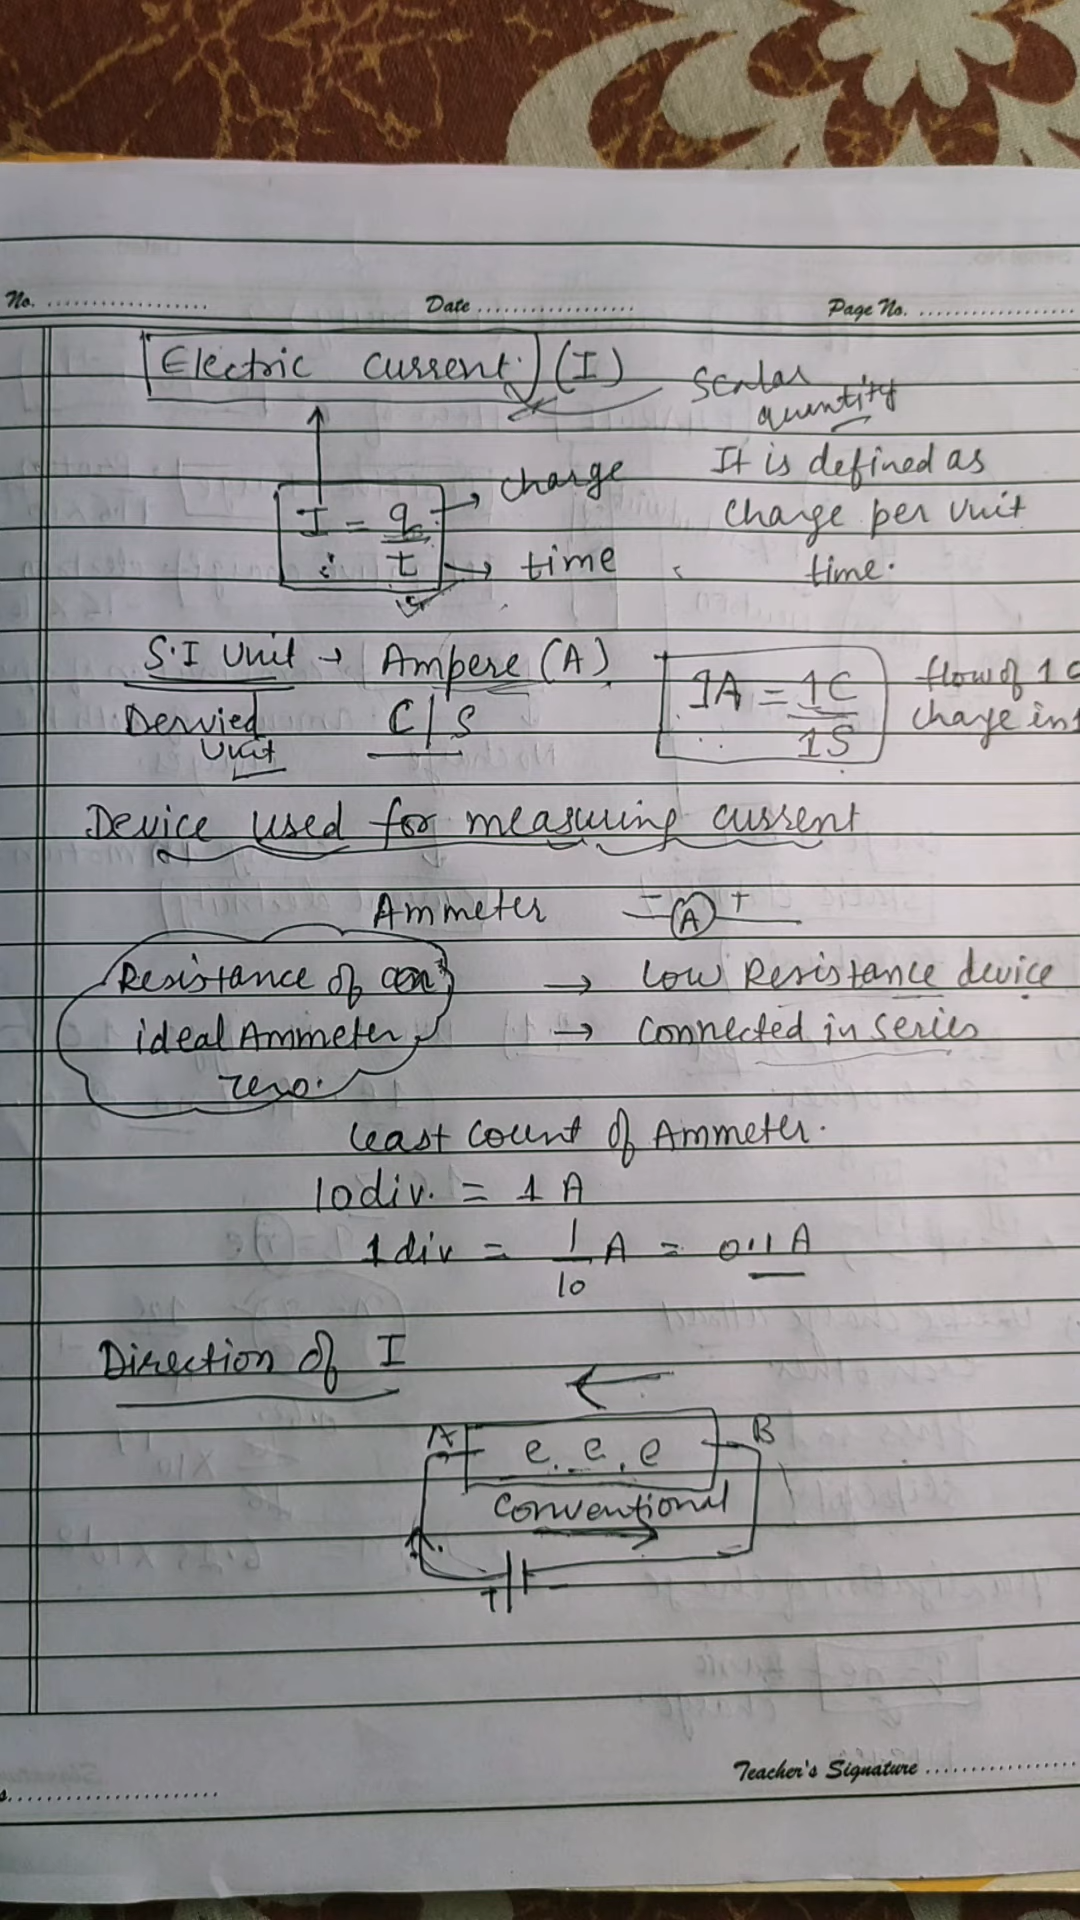 No. .................. Date .................. Page No. ..................
Electric current (I)
Scalar quantity
It is defined as
charge per unit
time.
I = q/t
→ charge
→ time
S.I Unit → Ampere (A)
Dervied Unit C/S
1A = 1C/1S
flow of 1 C
charge in 1
Device used for measuring current
Ammeter - (A) +
Resistance of an
ideal Ammeter
zero.
→ low Resistance device
→ Connected in series
least count of Ammeter.
10 div. = 1 A
1 div = 1/10 A = 0.1 A
Direction of I
←
A e e e B
Conventional
→
+ -
Teacher's Signature ..................